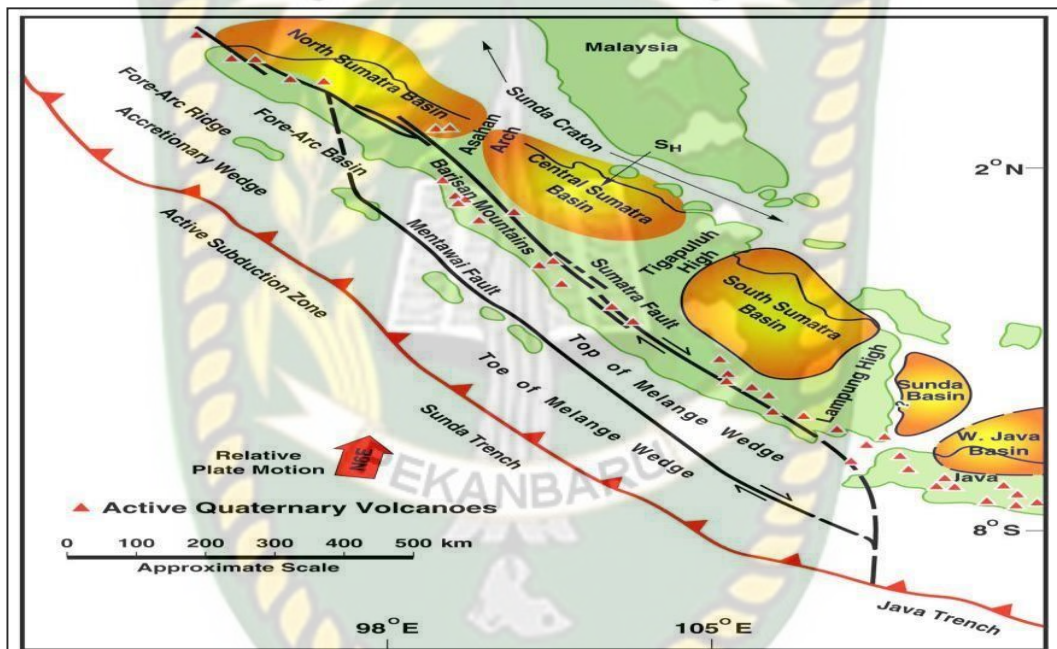 Malaysia
North Sumatra Basin
Sunda Craton
Fore-Arc Ridge
Accretionary Wedge
Fore-Arc Basin
Asahan
Arch
S_H
2°N
Central Sumatra
Basin
Barisan Mountains
Active Subduction Zone
Mentawai Fault
Sumatra Fault
Tigapuluh
High
South Sumatra
Basin
Top of Melange Wedge
Toe of Melange Wedge
Lampung High
Sunda
Basin
Sunda Trench
W. Java
Basin
Java
Relative
Plate Motion
N6E
PEKANBARU
Active Quaternary Volcanoes
8°S
0 100 200 300 400 500 km
Approximate Scale
Java Trench
98°E
105°E